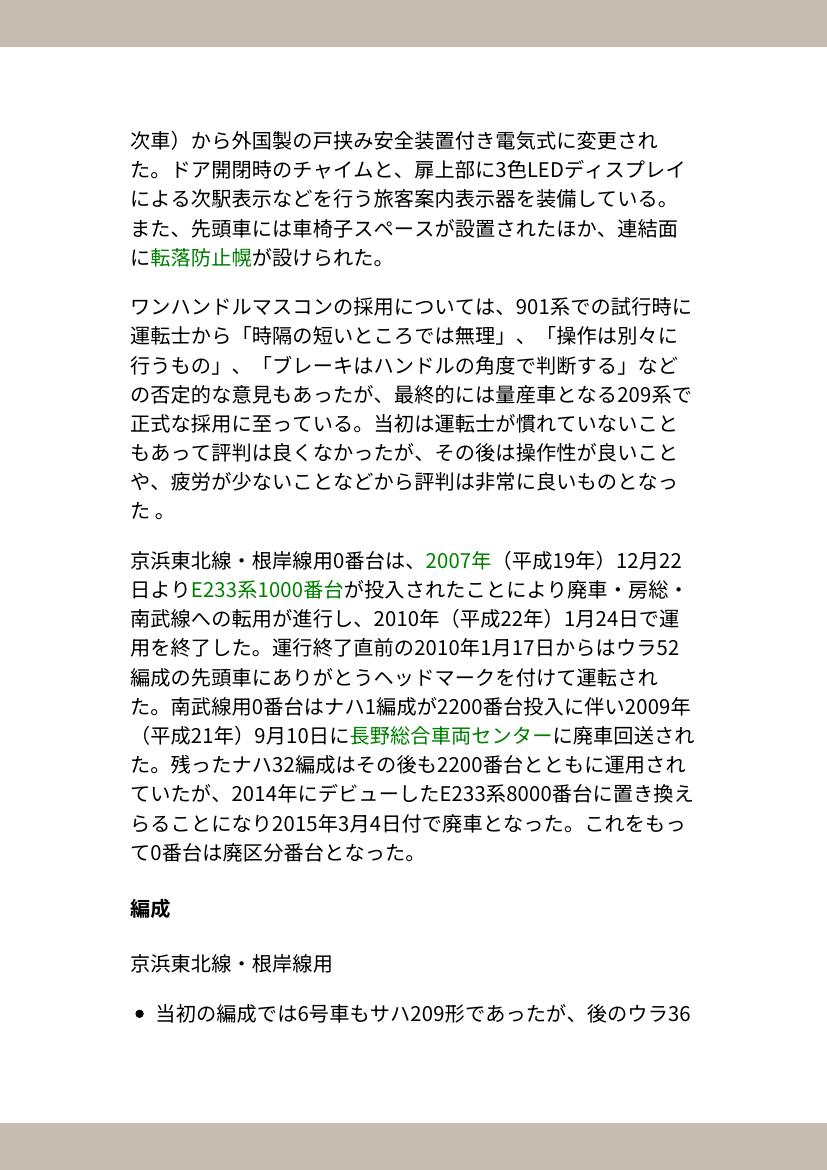 次車）から外国製の戸挟み安全装置付き電気式に変更され
た。ドア開閉時のチャイムと、扉上部に3色LEDディスプレイ
による次駅表示などを行う旅客案内表示器を装備している。
また、先頭車には車椅子スペースが設置されたほか、連結面
に転落防止幌が設けられた。
ワンハンドルマスコンの採用については、901系での試行時に
運転士から「時隔の短いところでは無理」、「操作は別々に
行うもの」、「ブレーキはハンドルの角度で判断する」など
の否定的な意見もあったが、最終的には量産車となる209系で
正式な採用に至っている。当初は運転士が慣れていないこと
もあって評判は良くなかったが、その後は操作性が良いこと
や、疲労が少ないことなどから評判は非常に良いものとなっ
た 。
京浜東北線・根岸線用0番台は、2007年（平成19年）12月22
日よりE233系1000番台が投入されたことにより廃車・房総・
南武線への転用が進行し、2010年（平成22年）1月24日で運
用を終了した。運行終了直前の2010年1月17日からはウラ52
編成の先頭車にありがとうヘッドマークを付けて運転され
た。南武線用0番台はナハ1編成が2200番台投入に伴い2009年
（平成21年）9月10日に長野総合車両センターに廃車回送され
た。残ったナハ32編成はその後も2200番台とともに運用され
ていたが、2014年にデビューしたE233系8000番台に置き換え
らることになり2015年3月4日付で廃車となった。これをもっ
て0番台は廃区分番台となった。
編成
京浜東北線・根岸線用
• 当初の編成では6号車もサハ209形であったが、後のウラ36